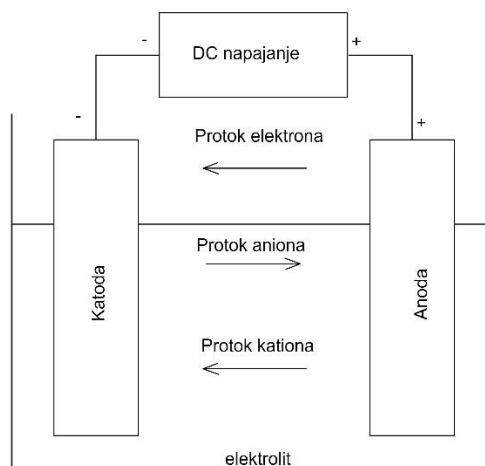 - DC napajanje +
- +
Protok elektrona
Protok aniona
Katoda
Anoda
Protok kationa
elektrolit